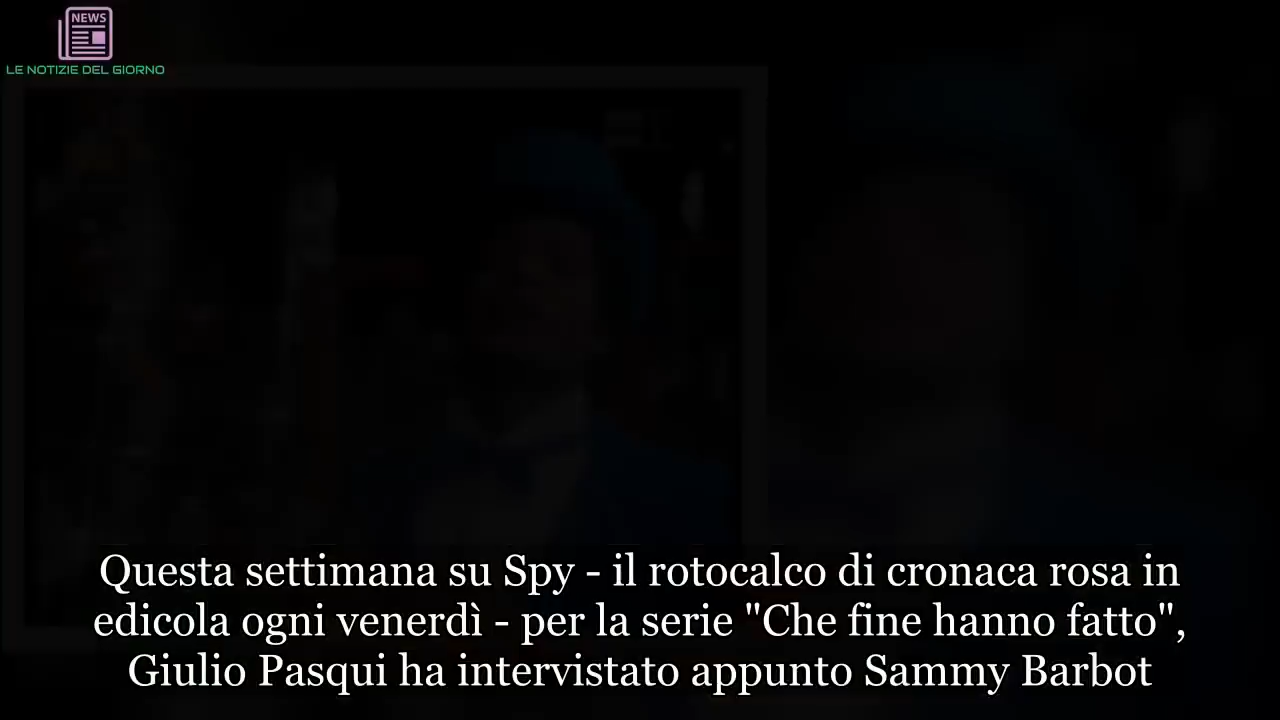 NEWS
LE NOTIZIE DEL GIORNO
Questa settimana su Spy - il rotocalco di cronaca rosa in
edicola ogni venerdì - per la serie "Che fine hanno fatto",
Giulio Pasqui ha intervistato appunto Sammy Barbot